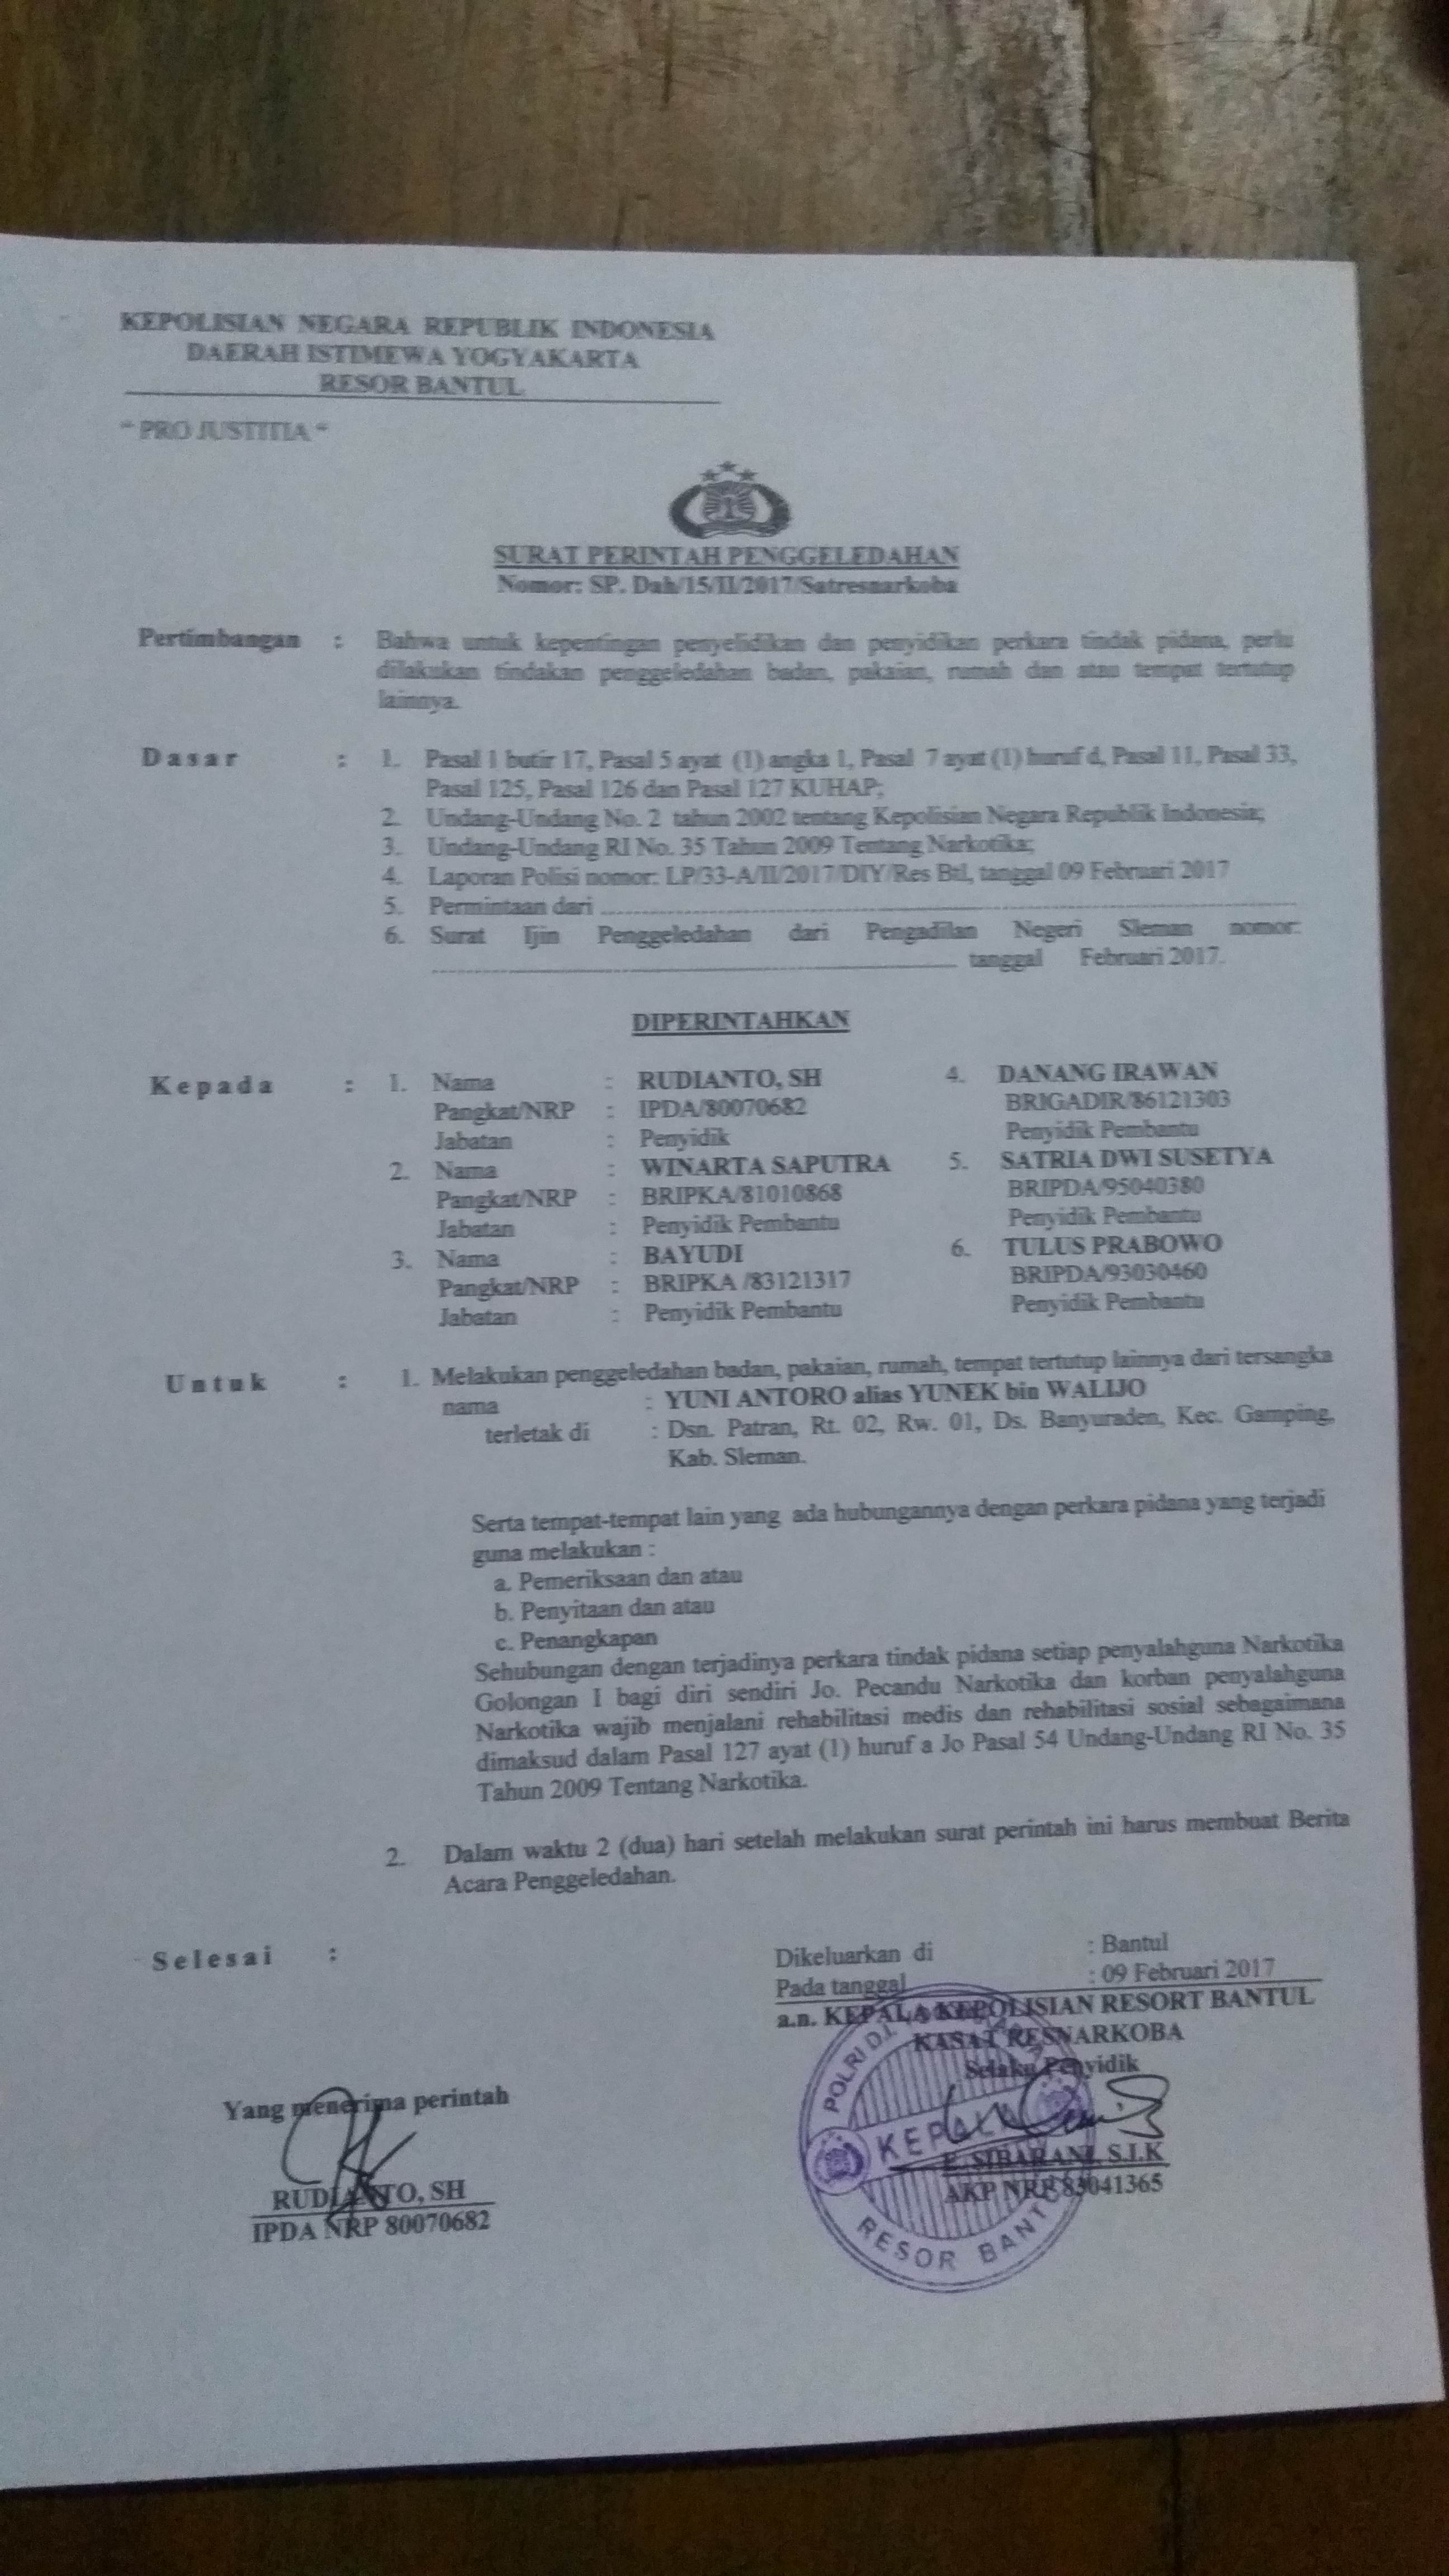 KEPOLISIAN NEGARA REPUBLIK INDONESIA
DAERAH ISTIMEWA YOGYAKARTA
RESOR BANTUL
" PRO JUSTITIA "
SURAT PERINTAH PENGGELEDAHAN
Nomor: SP. Dah/15/II/2017/Satresnarkoba
Pertimbangan : Bahwa untuk kepentingan penyelidikan dan penyidikan perkara tindak pidana, perlu
dilakukan tindakan penggeledahan badan, pakaian, rumah dan atau tempat tertutup
lainnya.
Dasar : 1. Pasal 1 butir 17, Pasal 5 ayat (1) angka 1, Pasal 7 ayat (1) huruf d, Pasal 11, Pasal 33,
Pasal 125, Pasal 126 dan Pasal 127 KUHAP;
2. Undang-Undang No. 2 tahun 2002 tentang Kepolisian Negara Republik Indonesia;
3. Undang-Undang RI No. 35 Tahun 2009 Tentang Narkotika;
4. Laporan Polisi nomor: LP/33-A/II/2017/DIY/Res Btl, tanggal 09 Februari 2017
5. Permintaan dari
6. Surat Ijin Penggeledahan dari Pengadilan Negeri Sleman nomor:
tanggal Februari 2017.
DIPERINTAHKAN
Kepada : 1. Nama : RUDIANTO, SH 4. DANANG IRAWAN
Pangkat/NRP : IPDA/80070682 BRIGADIR/86121303
Jabatan : Penyidik Penyidik Pembantu
2. Nama : WINARTA SAPUTRA 5. SATRIA DWI SUSETYA
Pangkat/NRP : BRIPKA/81010868 BRIPDA/95040380
Jabatan : Penyidik Pembantu Penyidik Pembantu
3. Nama : BAYUDI 6. TULUS PRABOWO
Pangkat/NRP : BRIPKA /83121317 BRIPDA/93030460
Jabatan : Penyidik Pembantu Penyidik Pembantu
Untuk : 1. Melakukan penggeledahan badan, pakaian, rumah, tempat tertutup lainnya dari tersangka
nama : YUNI ANTORO alias YUNEK bin WALIJO
terletak di : Dsn. Patran, Rt. 02, Rw. 01, Ds. Banyuraden, Kec. Gamping,
Kab. Sleman.
Serta tempat-tempat lain yang ada hubungannya dengan perkara pidana yang terjadi
guna melakukan :
a. Pemeriksaan dan atau
b. Penyitaan dan atau
c. Penangkapan
Sehubungan dengan terjadinya perkara tindak pidana setiap penyalahguna Narkotika
Golongan I bagi diri sendiri Jo. Pecandu Narkotika dan korban penyalahguna
Narkotika wajib menjalani rehabilitasi medis dan rehabilitasi sosial sebagaimana
dimaksud dalam Pasal 127 ayat (1) huruf a Jo Pasal 54 Undang-Undang RI No. 35
Tahun 2009 Tentang Narkotika.
2. Dalam waktu 2 (dua) hari setelah melakukan surat perintah ini harus membuat Berita
Acara Penggeledahan.
Selesai :
Dikeluarkan di : Bantul
Pada tanggal : 09 Februari 2017
a.n. KEPALA KEPOLISIAN RESORT BANTUL
KASAT RESNARKOBA
Selaku Penyidik
Yang menerima perintah
POLRI D.I.
KEPALA
RESOR BANTUL
SIBARANI, S.I.K
AKP NRP 83041365
RUDIANTO, SH
IPDA NRP 80070682